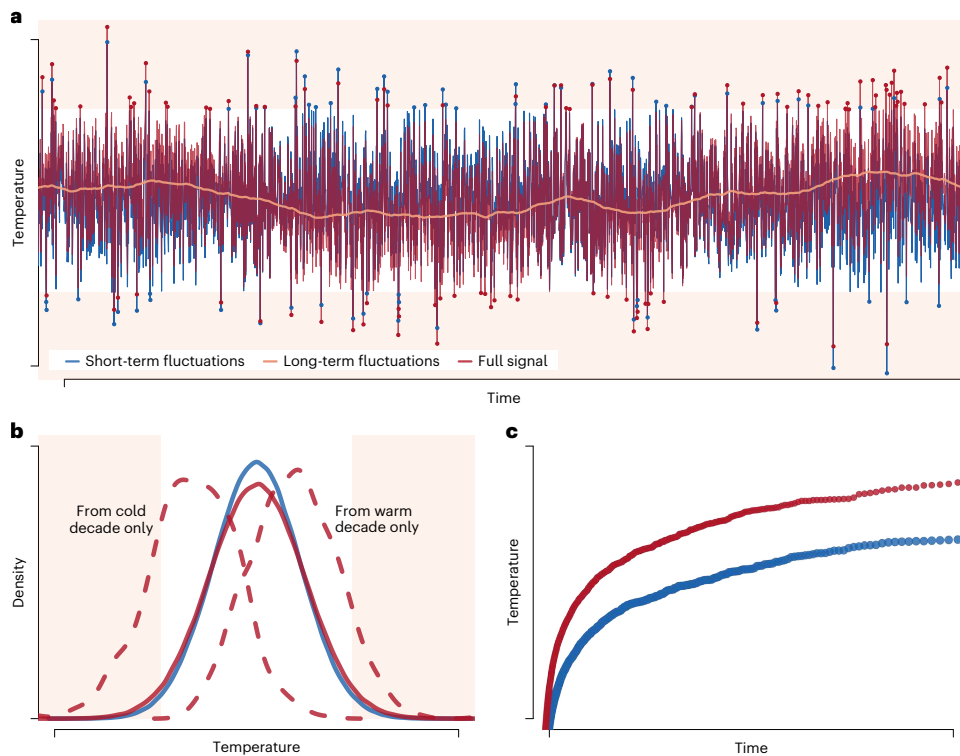 a
Temperature
Short-term fluctuations
Long-term fluctuations
Full signal
Time
b
From cold
decade only
From warm
decade only
Density
Temperature
c
Temperature
Time